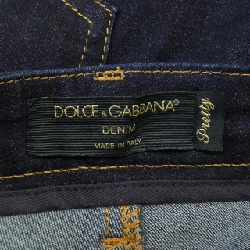 DOLCE & GABBANA®
DENIM
MADE IN ITALY
Pretty